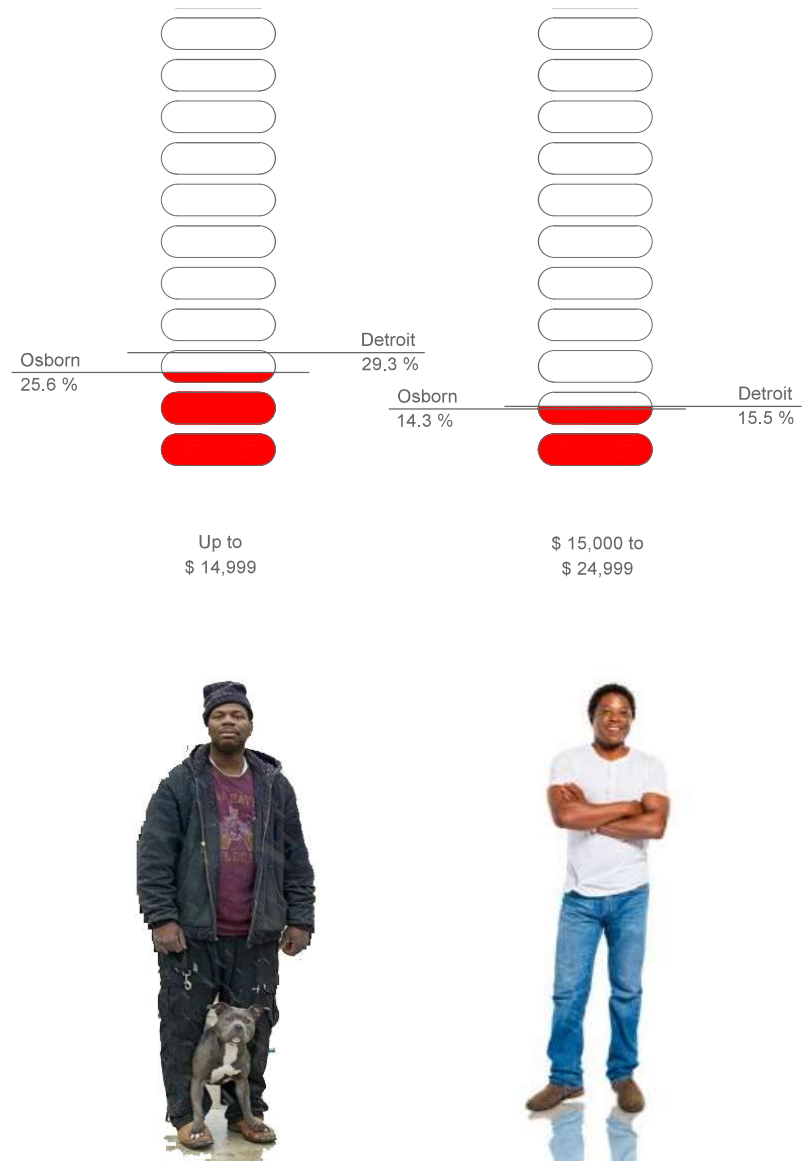 Detroit
29.3 %
Osborn
25.6 %
Detroit
15.5 %
Osborn
14.3 %
Up to
$ 14,999
$ 15,000 to
$ 24,999